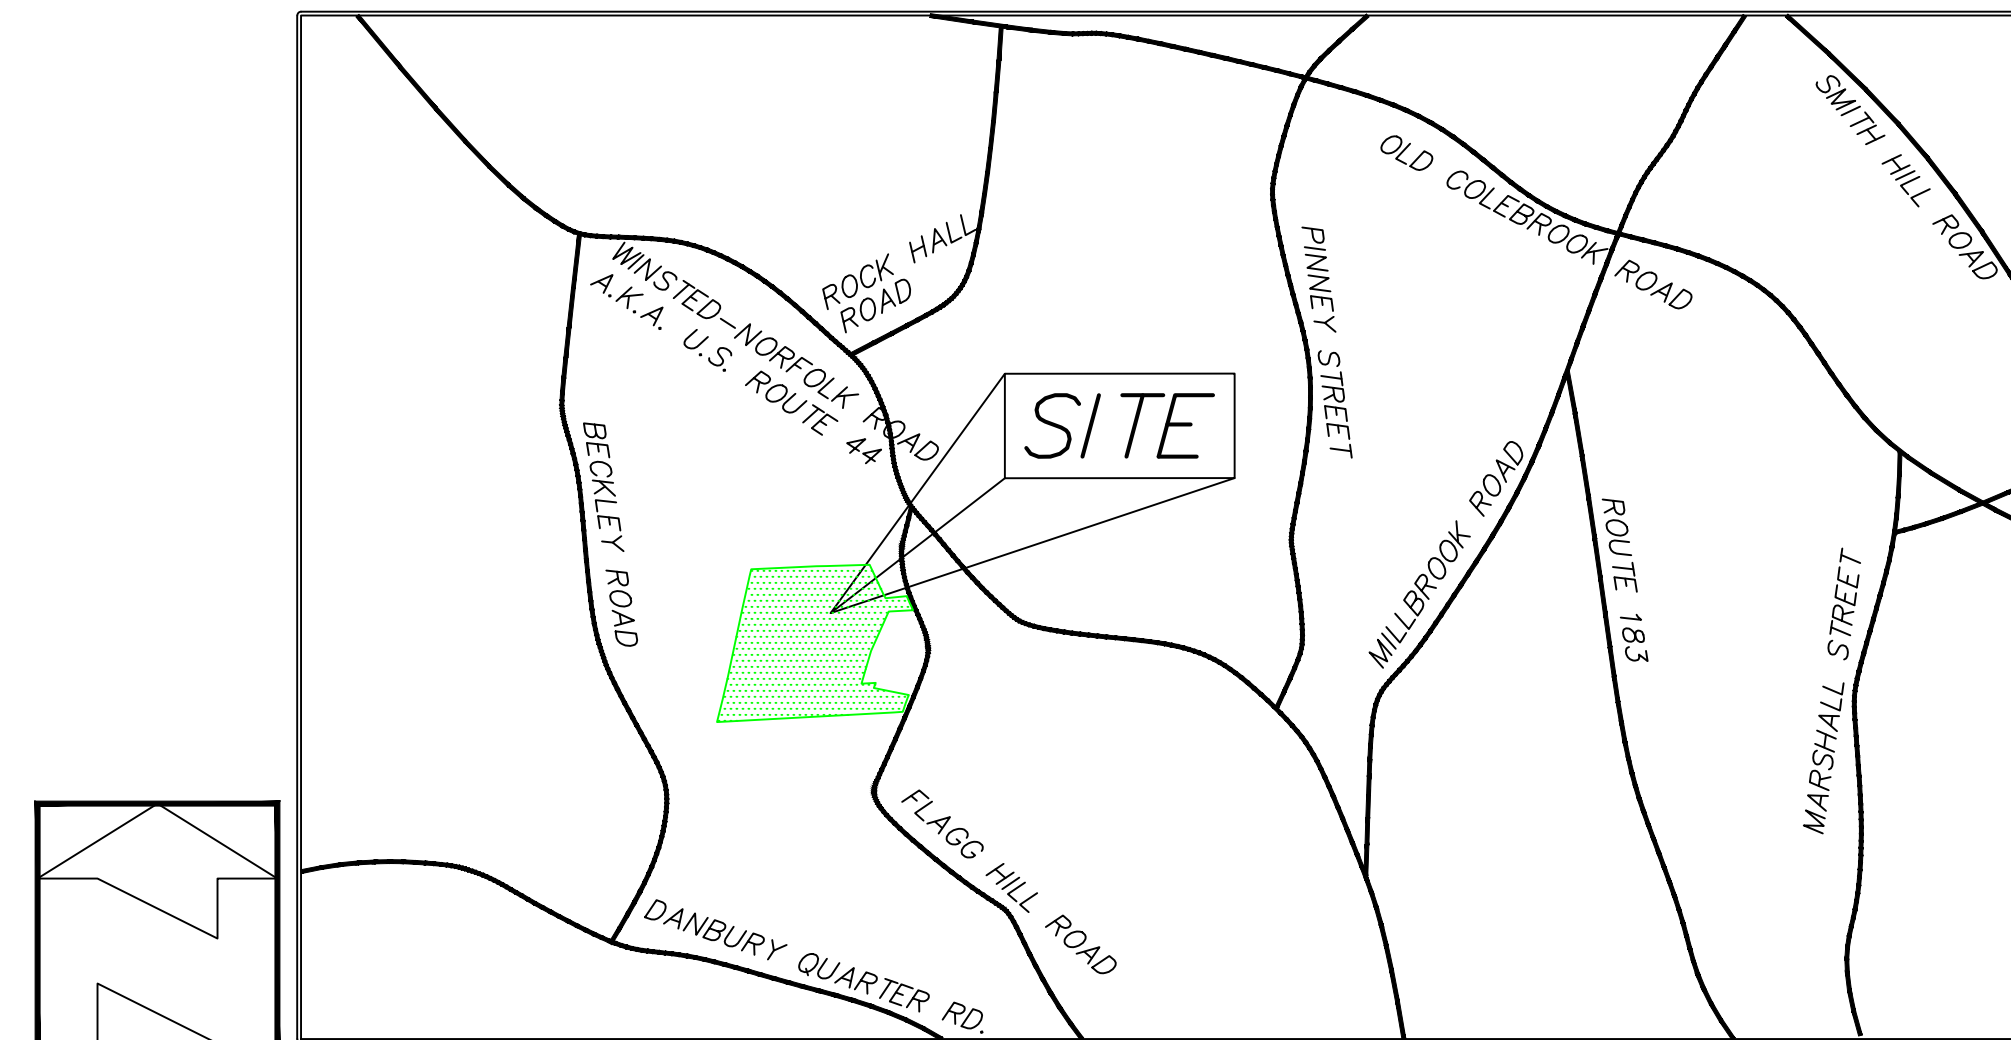 SMITH HILL ROAD
OLD COLEBROOK ROAD
ROCK HALL
ROAD
WINSTED-NORFOLK ROAD
A.K.A. U.S. ROUTE 44
PINNEY STREET
SITE
BECKLEY ROAD
MILLBROOK ROAD
ROUTE 183
MARSHALL STREET
FLAGG HILL ROAD
DANBURY QUARTER RD.